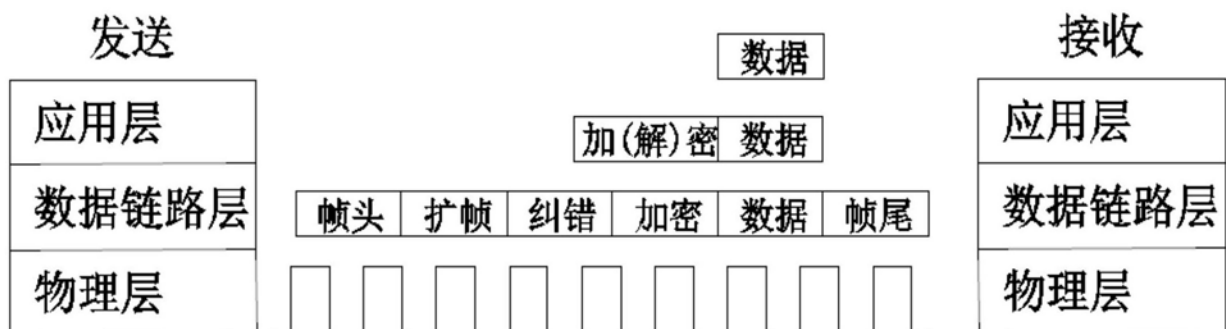 发送
接收
数据
应用层
加(解)密 数据
应用层
数据链路层
帧头 扩帧 纠错 加密 数据 帧尾
数据链路层
物理层
物理层